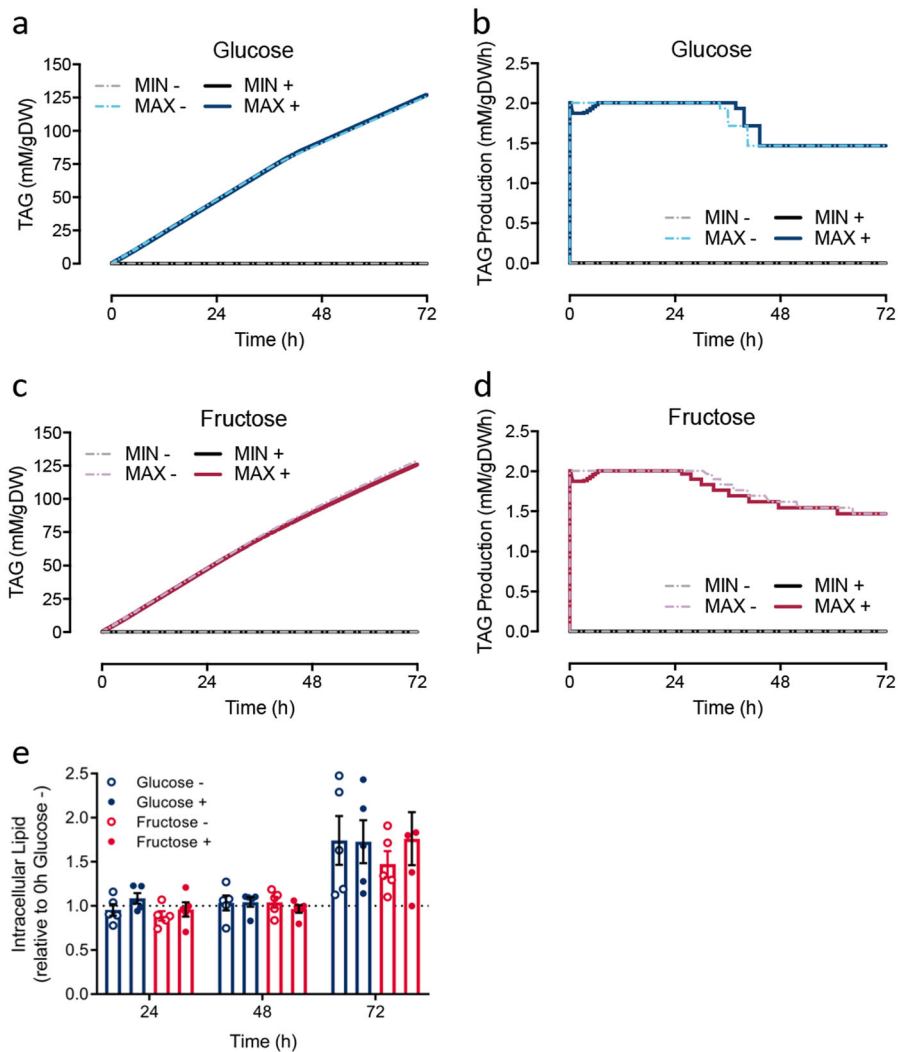 a
Glucose
MIN - MIN +
MAX - MAX +
TAG (mM/gDW)
150
125
100
75
50
25
0
0 24 48 72
Time (h)
b
Glucose
TAG Production (mM/gDW/h)
2.5
2.0
1.5
1.0
0.5
0.0
MIN - MIN +
MAX - MAX +
0 24 48 72
Time (h)
c
Fructose
MIN - MIN +
MAX - MAX +
TAG (mM/gDW)
150
125
100
75
50
25
0
0 24 48 72
Time (h)
d
Fructose
TAG Production (mM/gDW/h)
2.5
2.0
1.5
1.0
0.5
0.0
MIN - MIN +
MAX - MAX +
0 24 48 72
Time (h)
e
Intracellular Lipid
(relative to 0h Glucose -)
2.5
2.0
1.5
1.0
0.5
0.0
Glucose -
Glucose +
Fructose -
Fructose +
24 48 72
Time (h)